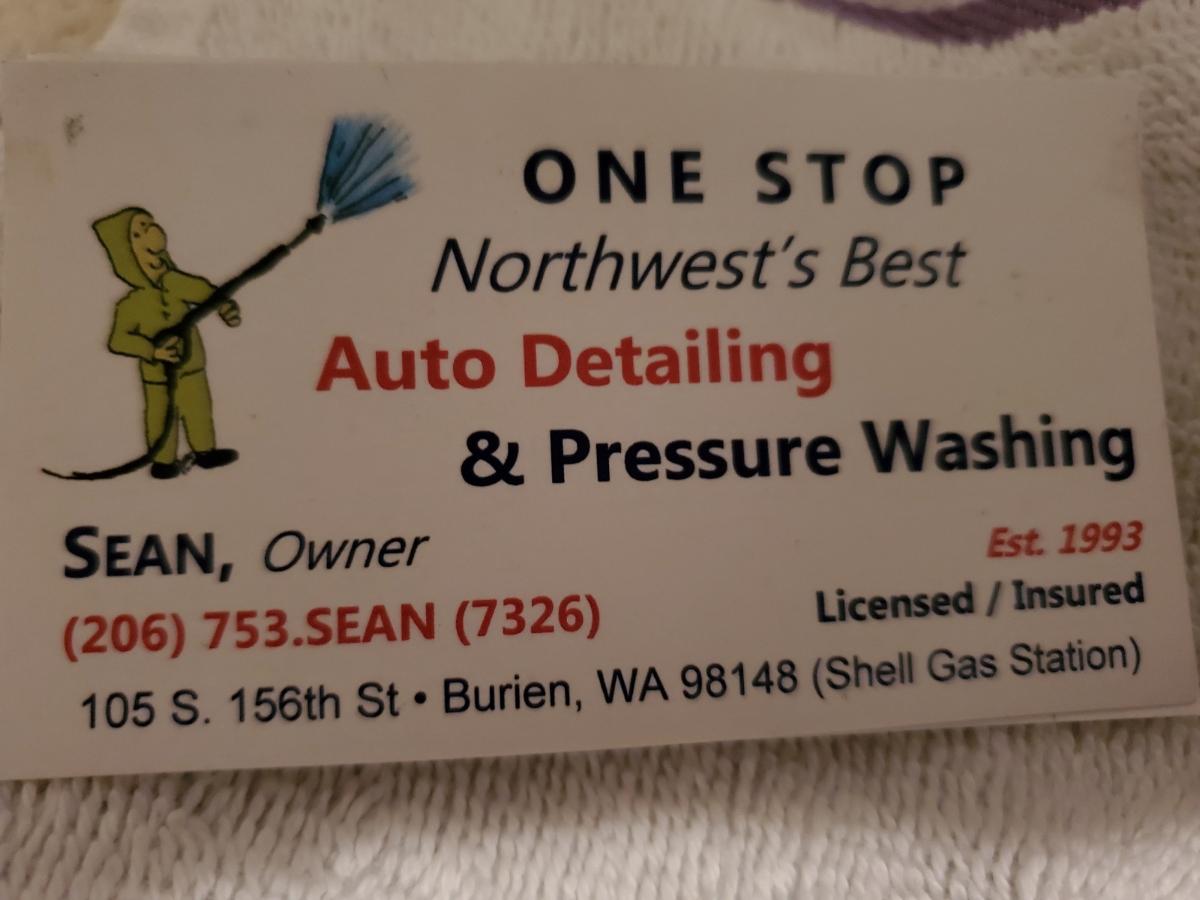 ONE STOP
Northwest's Best
Auto Detailing
& Pressure Washing
SEAN, Owner
Est. 1993
(206) 753.SEAN (7326)
Licensed / Insured
105 S. 156th St • Burien, WA 98148 (Shell Gas Station)